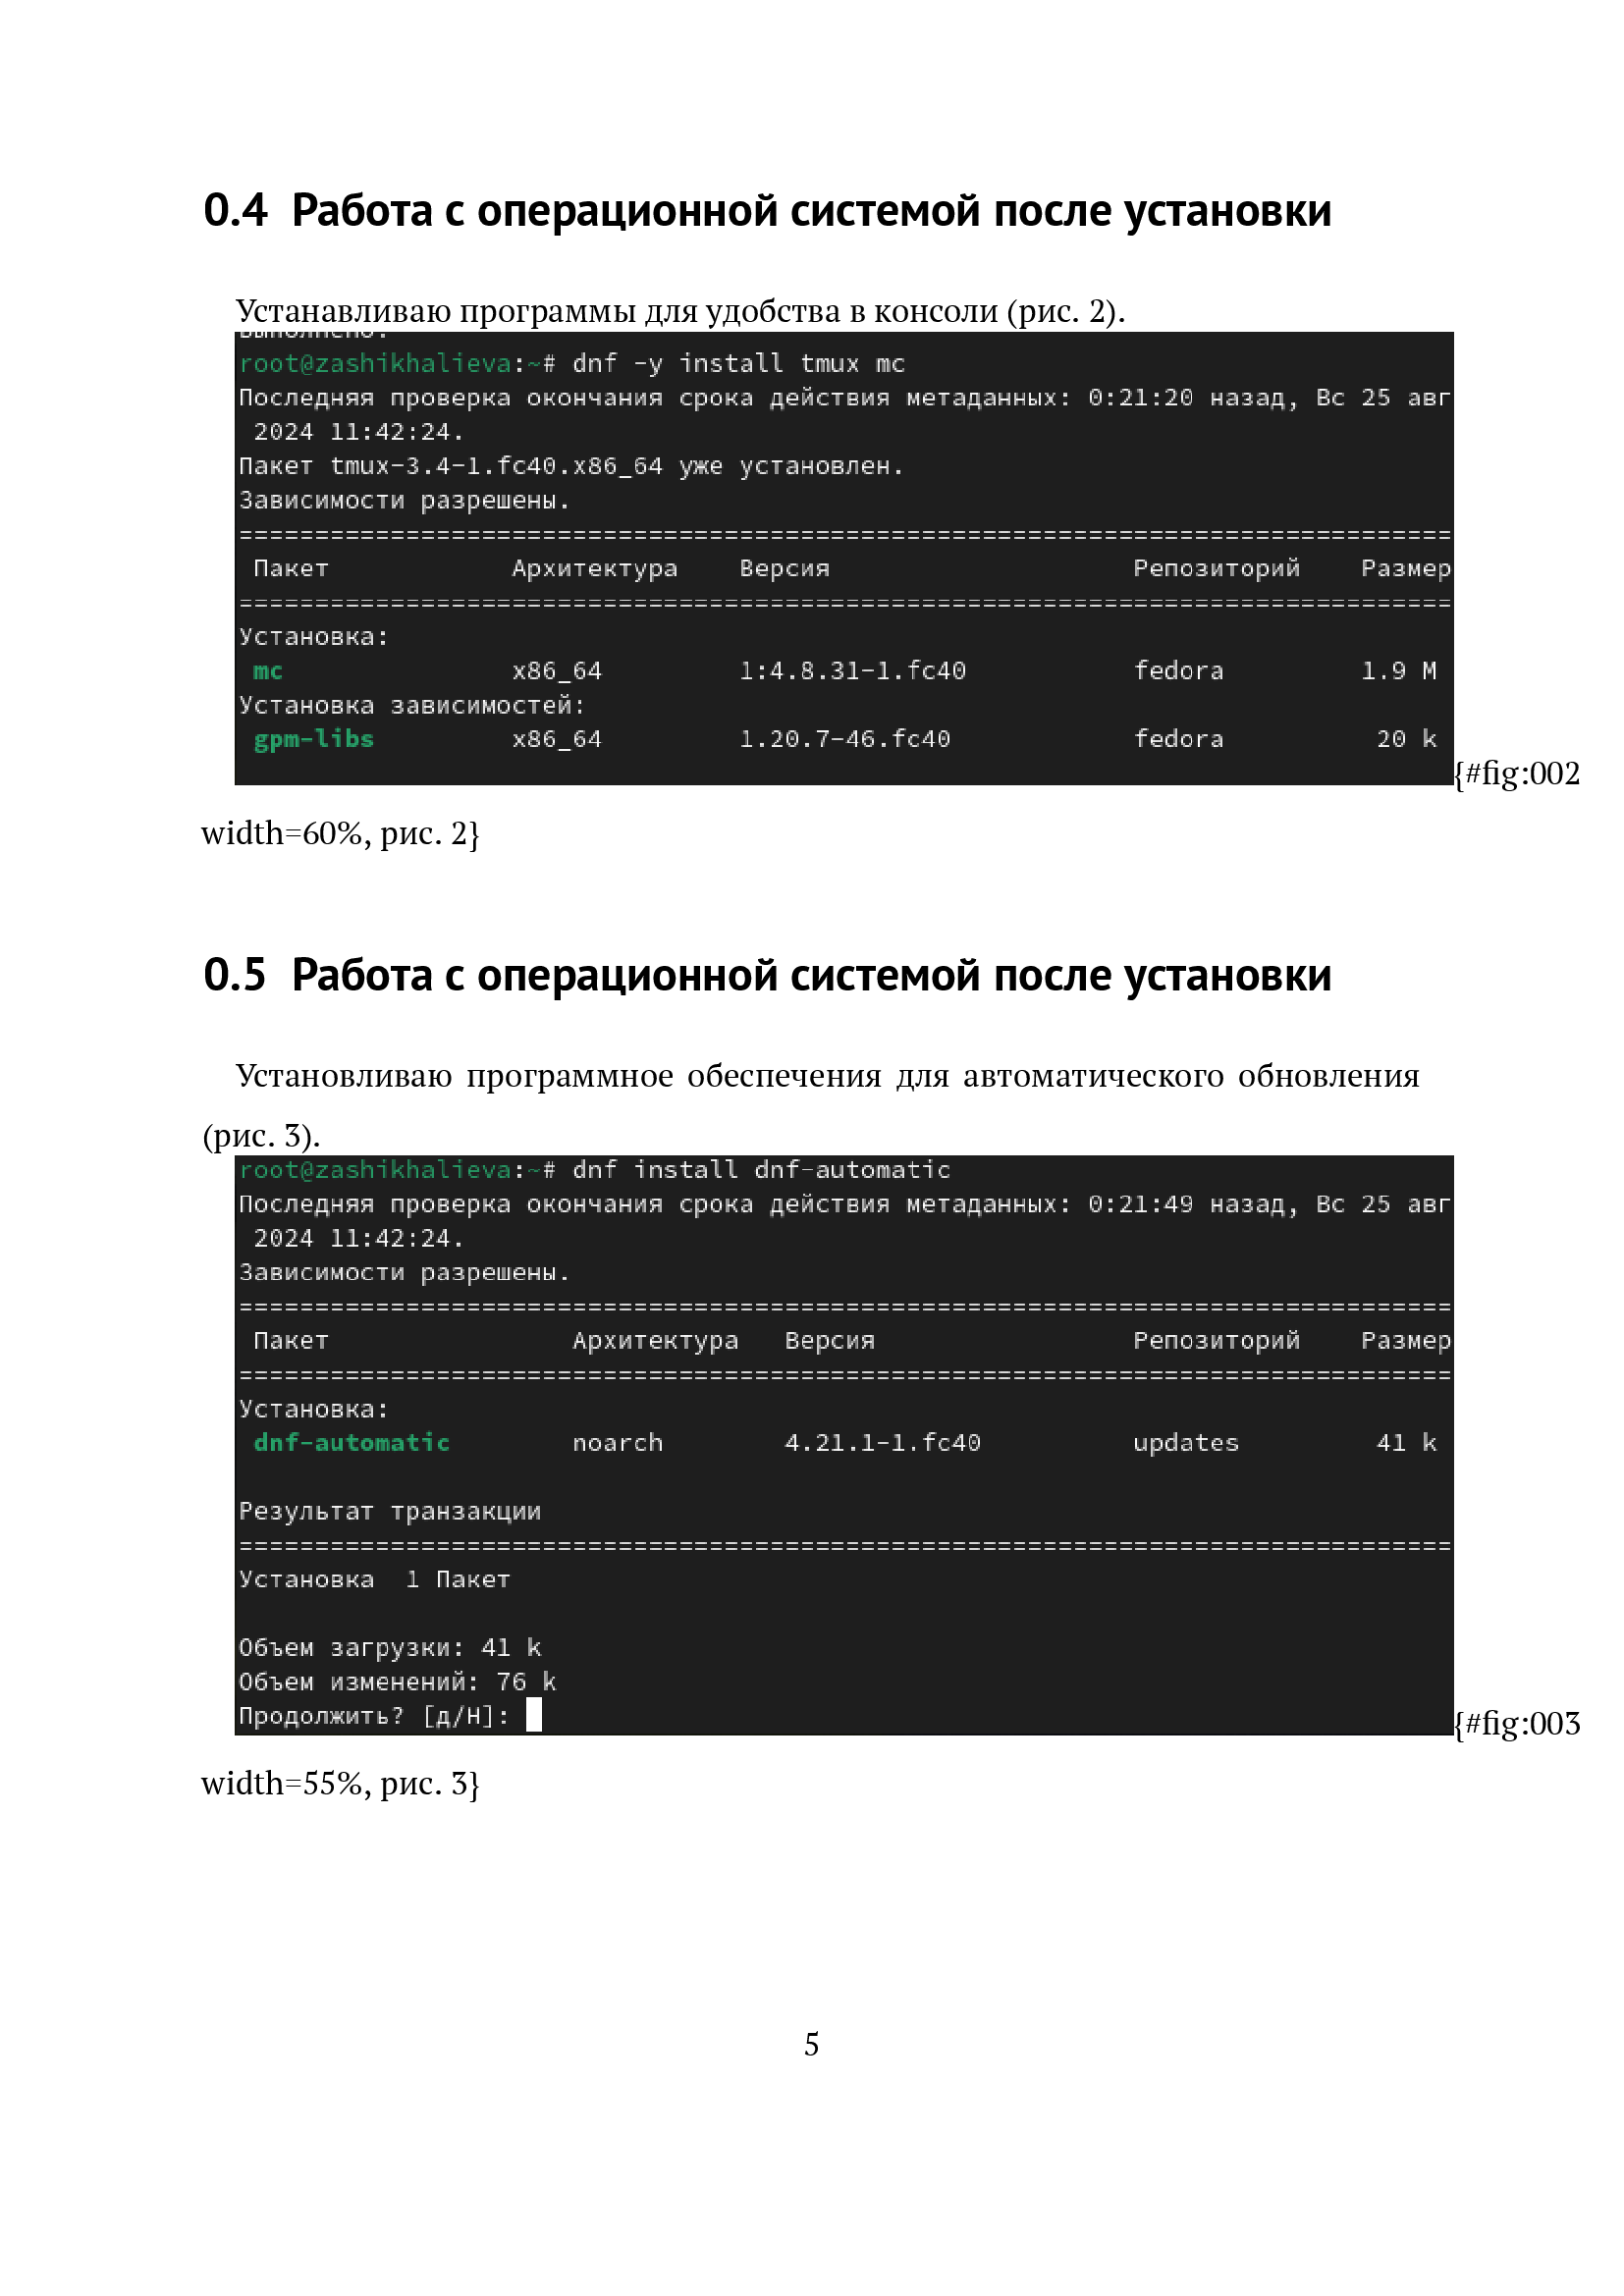 0.4 Работа с операционной системой после установки
Устанавливаю программы для удобства в консоли (рис. 2).
Выполнено!
root@zashikhalieva:~# dnf -y install tmux mc
Последняя проверка окончания срока действия метаданных: 0:21:20 назад, Вс 25 авг
2024 11:42:24.
Пакет tmux-3.4-1.fc40.x86_64 уже установлен.
Зависимости разрешены.
================================================================================
Пакет Архитектура Версия Репозиторий Размер
================================================================================
Установка:
mc x86_64 1:4.8.31-1.fc40 fedora 1.9 M
Установка зависимостей:
gpm-libs x86_64 1.20.7-46.fc40 fedora 20 k
{#fig:002
width=60%, рис. 2}
0.5 Работа с операционной системой после установки
Установливаю программное обеспечения для автоматического обновления
(рис. 3).
root@zashikhalieva:~# dnf install dnf-automatic
Последняя проверка окончания срока действия метаданных: 0:21:49 назад, Вс 25 авг
2024 11:42:24.
Зависимости разрешены.
================================================================================
Пакет Архитектура Версия Репозиторий Размер
================================================================================
Установка:
dnf-automatic noarch 4.21.1-1.fc40 updates 41 k
Результат транзакции
================================================================================
Установка 1 Пакет
Объем загрузки: 41 k
Объем изменений: 76 k
Продолжить? [д/Н]:
{#fig:003
width=55%, рис. 3}
5